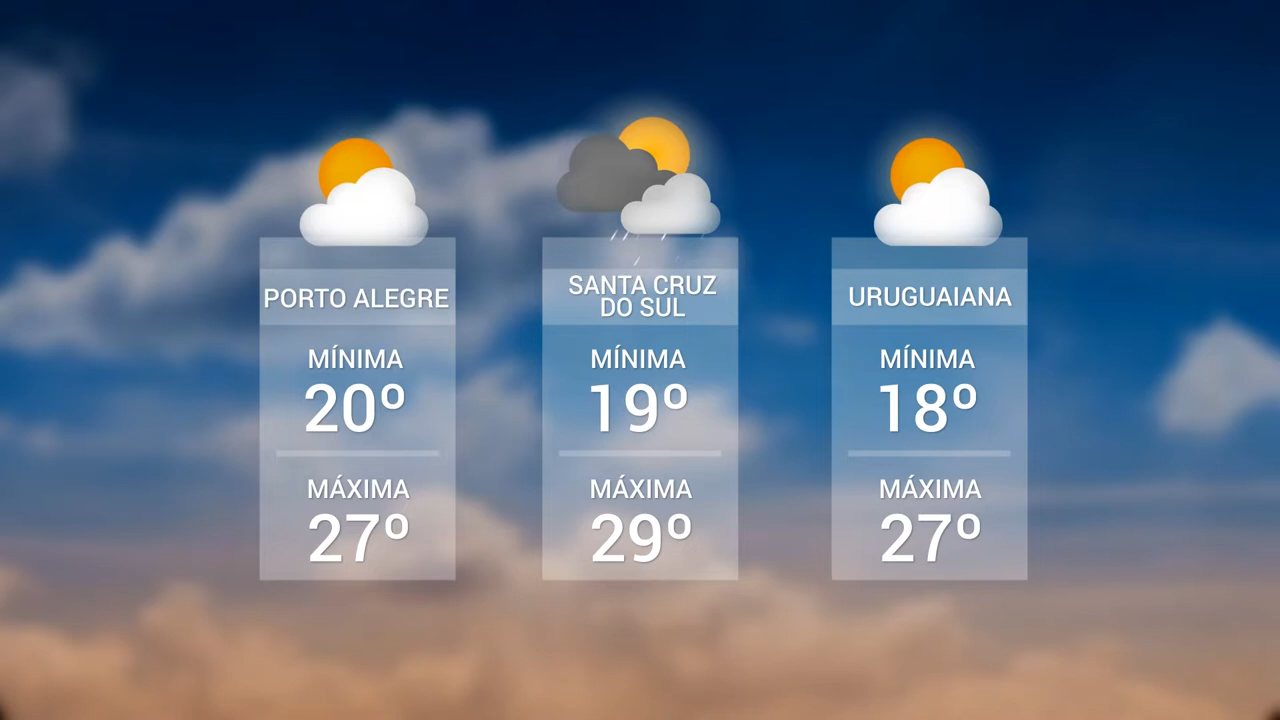 PORTO ALEGRE
MÍNIMA
20º
MÁXIMA
27º
SANTA CRUZ
DO SUL
MÍNIMA
19º
MÁXIMA
29º
URUGUAIANA
MÍNIMA
18º
MÁXIMA
27º